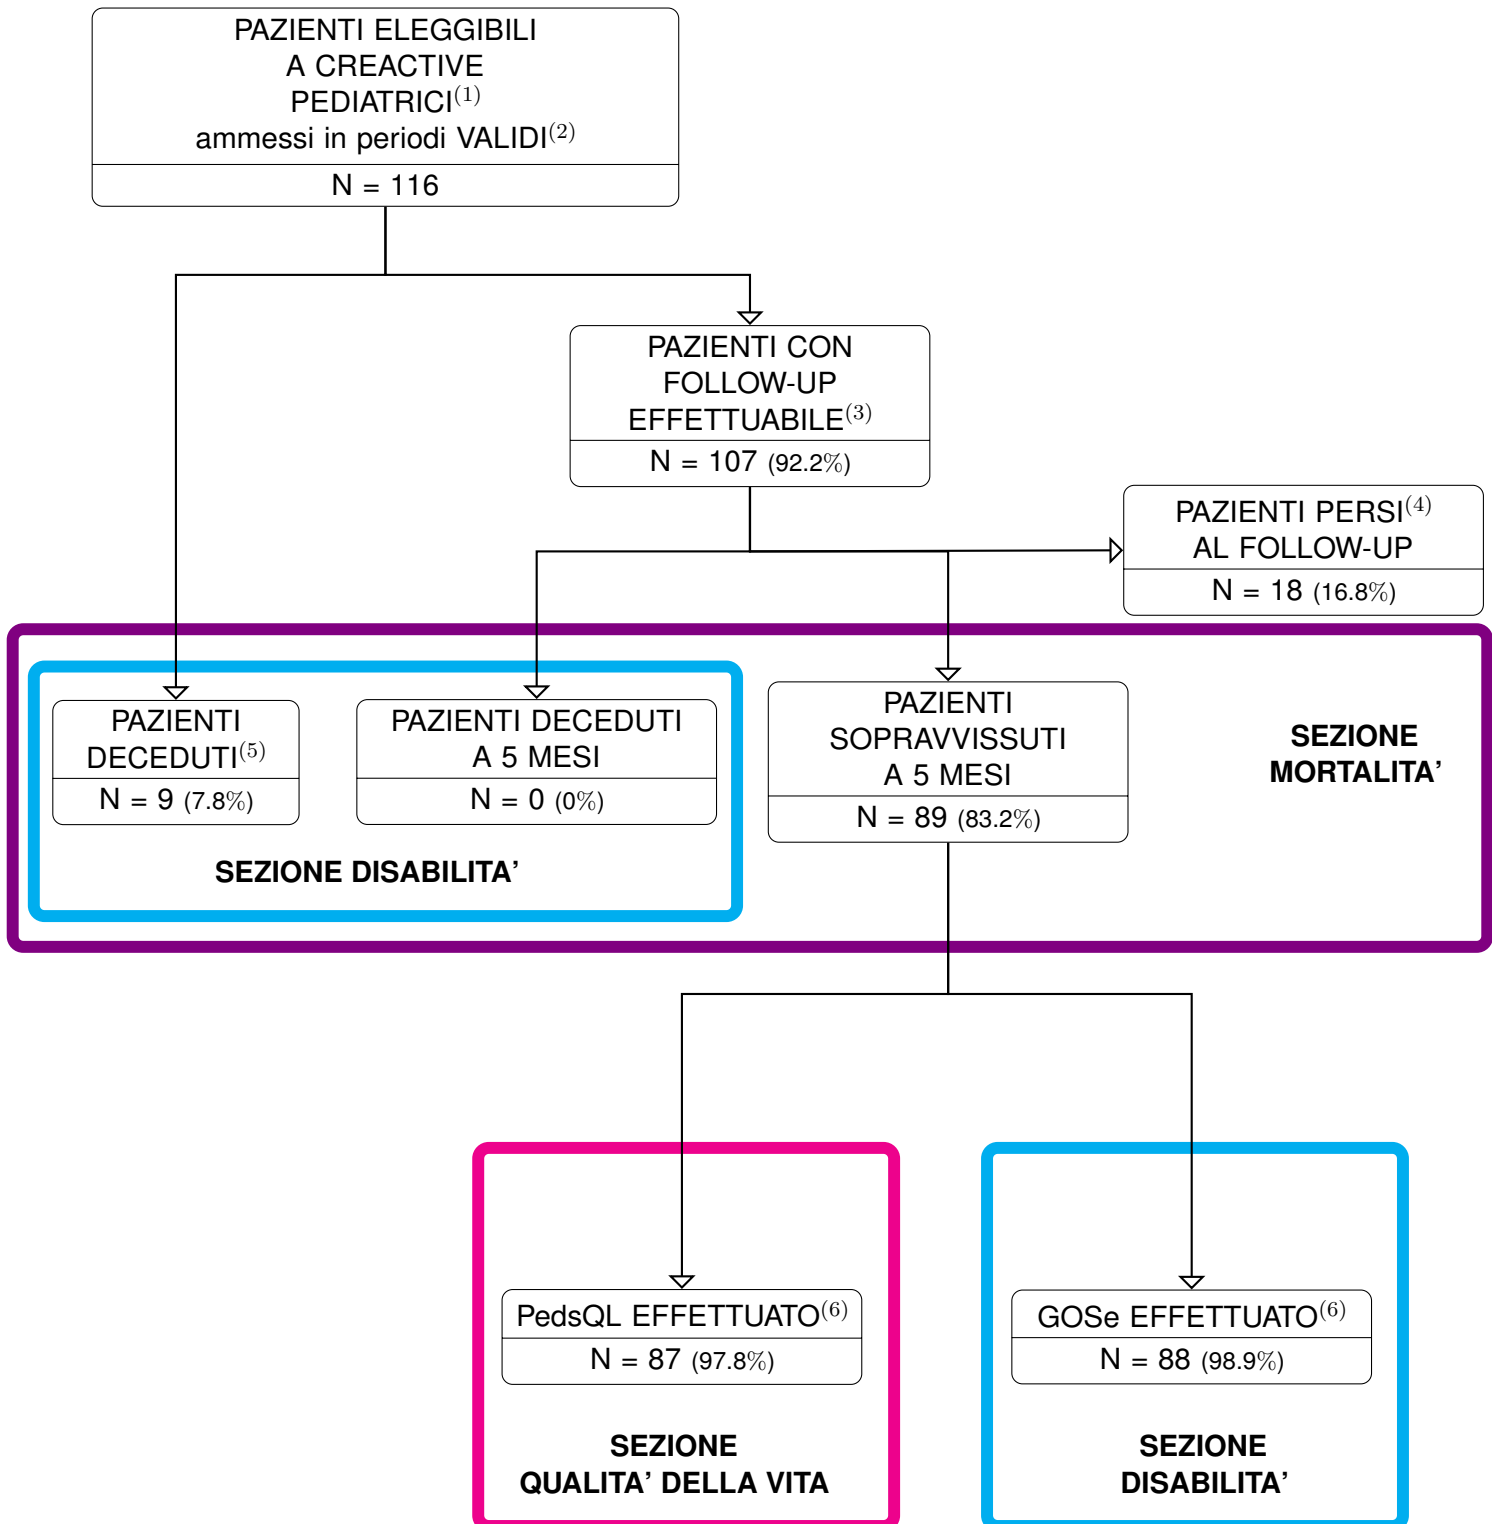 PAZIENTI ELEGGIBILI
A CREACTIVE
PEDIATRICI(1)
ammessi in periodi VALIDI(2)
N = 116
PAZIENTI CON
FOLLOW-UP
EFFETTUABILE(3)
N = 107 (92.2%)
PAZIENTI PERSI(4)
AL FOLLOW-UP
N = 18 (16.8%)
PAZIENTI
DECEDUTI(5)
N = 9 (7.8%)
PAZIENTI DECEDUTI
A 5 MESI
N = 0 (0%)
PAZIENTI
SOPRAVVISSUTI
A 5 MESI
N = 89 (83.2%)
SEZIONE
MORTALITA'
SEZIONE DISABILITA'
PedsQL EFFETTUATO(6)
N = 87 (97.8%)
SEZIONE
QUALITA' DELLA VITA
GOSe EFFETTUATO(6)
N = 88 (98.9%)
SEZIONE
DISABILITA'